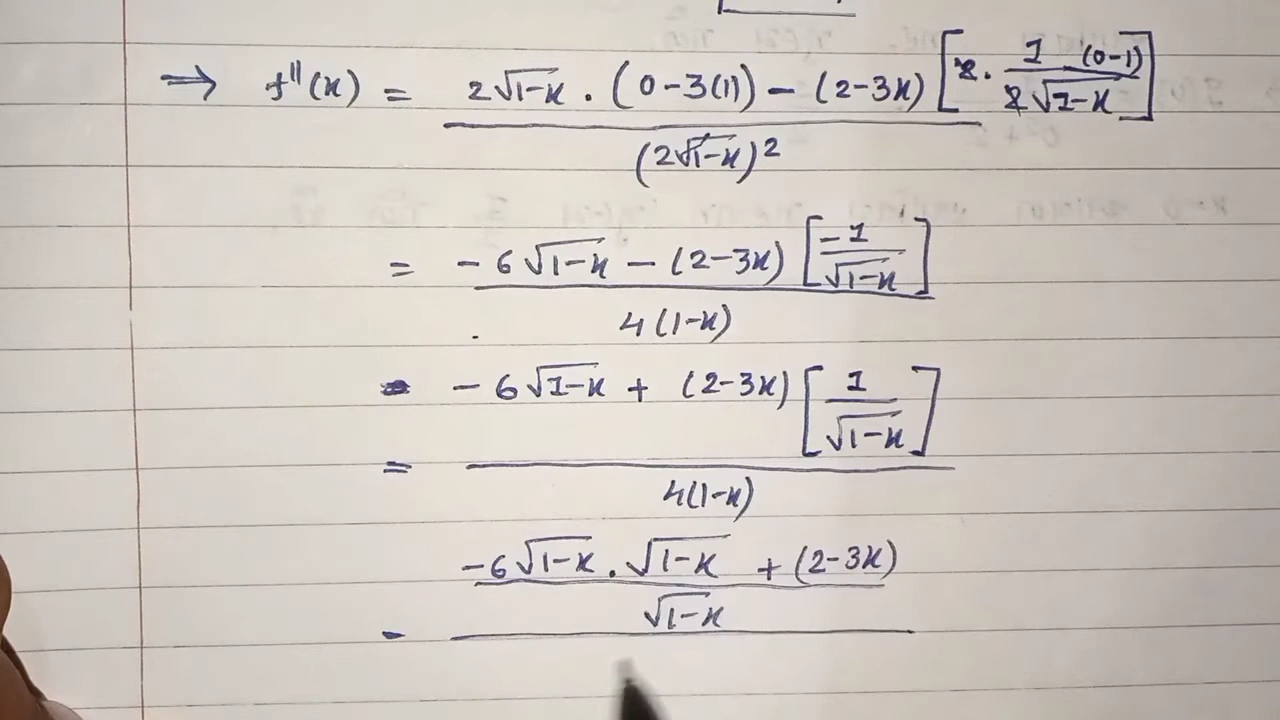 ⇒ f''(x) = 2√1-x . (0-3(1)) - (2-3x) [2. 1/2√1-x (0-1)]
(2√1-x)²
= -6√1-x - (2-3x) [-1/√1-x]
4(1-x)
-6√1-x + (2-3x) [1/√1-x]
=
4(1-x)
-6√1-x . √1-x + (2-3x)
√1-x
-